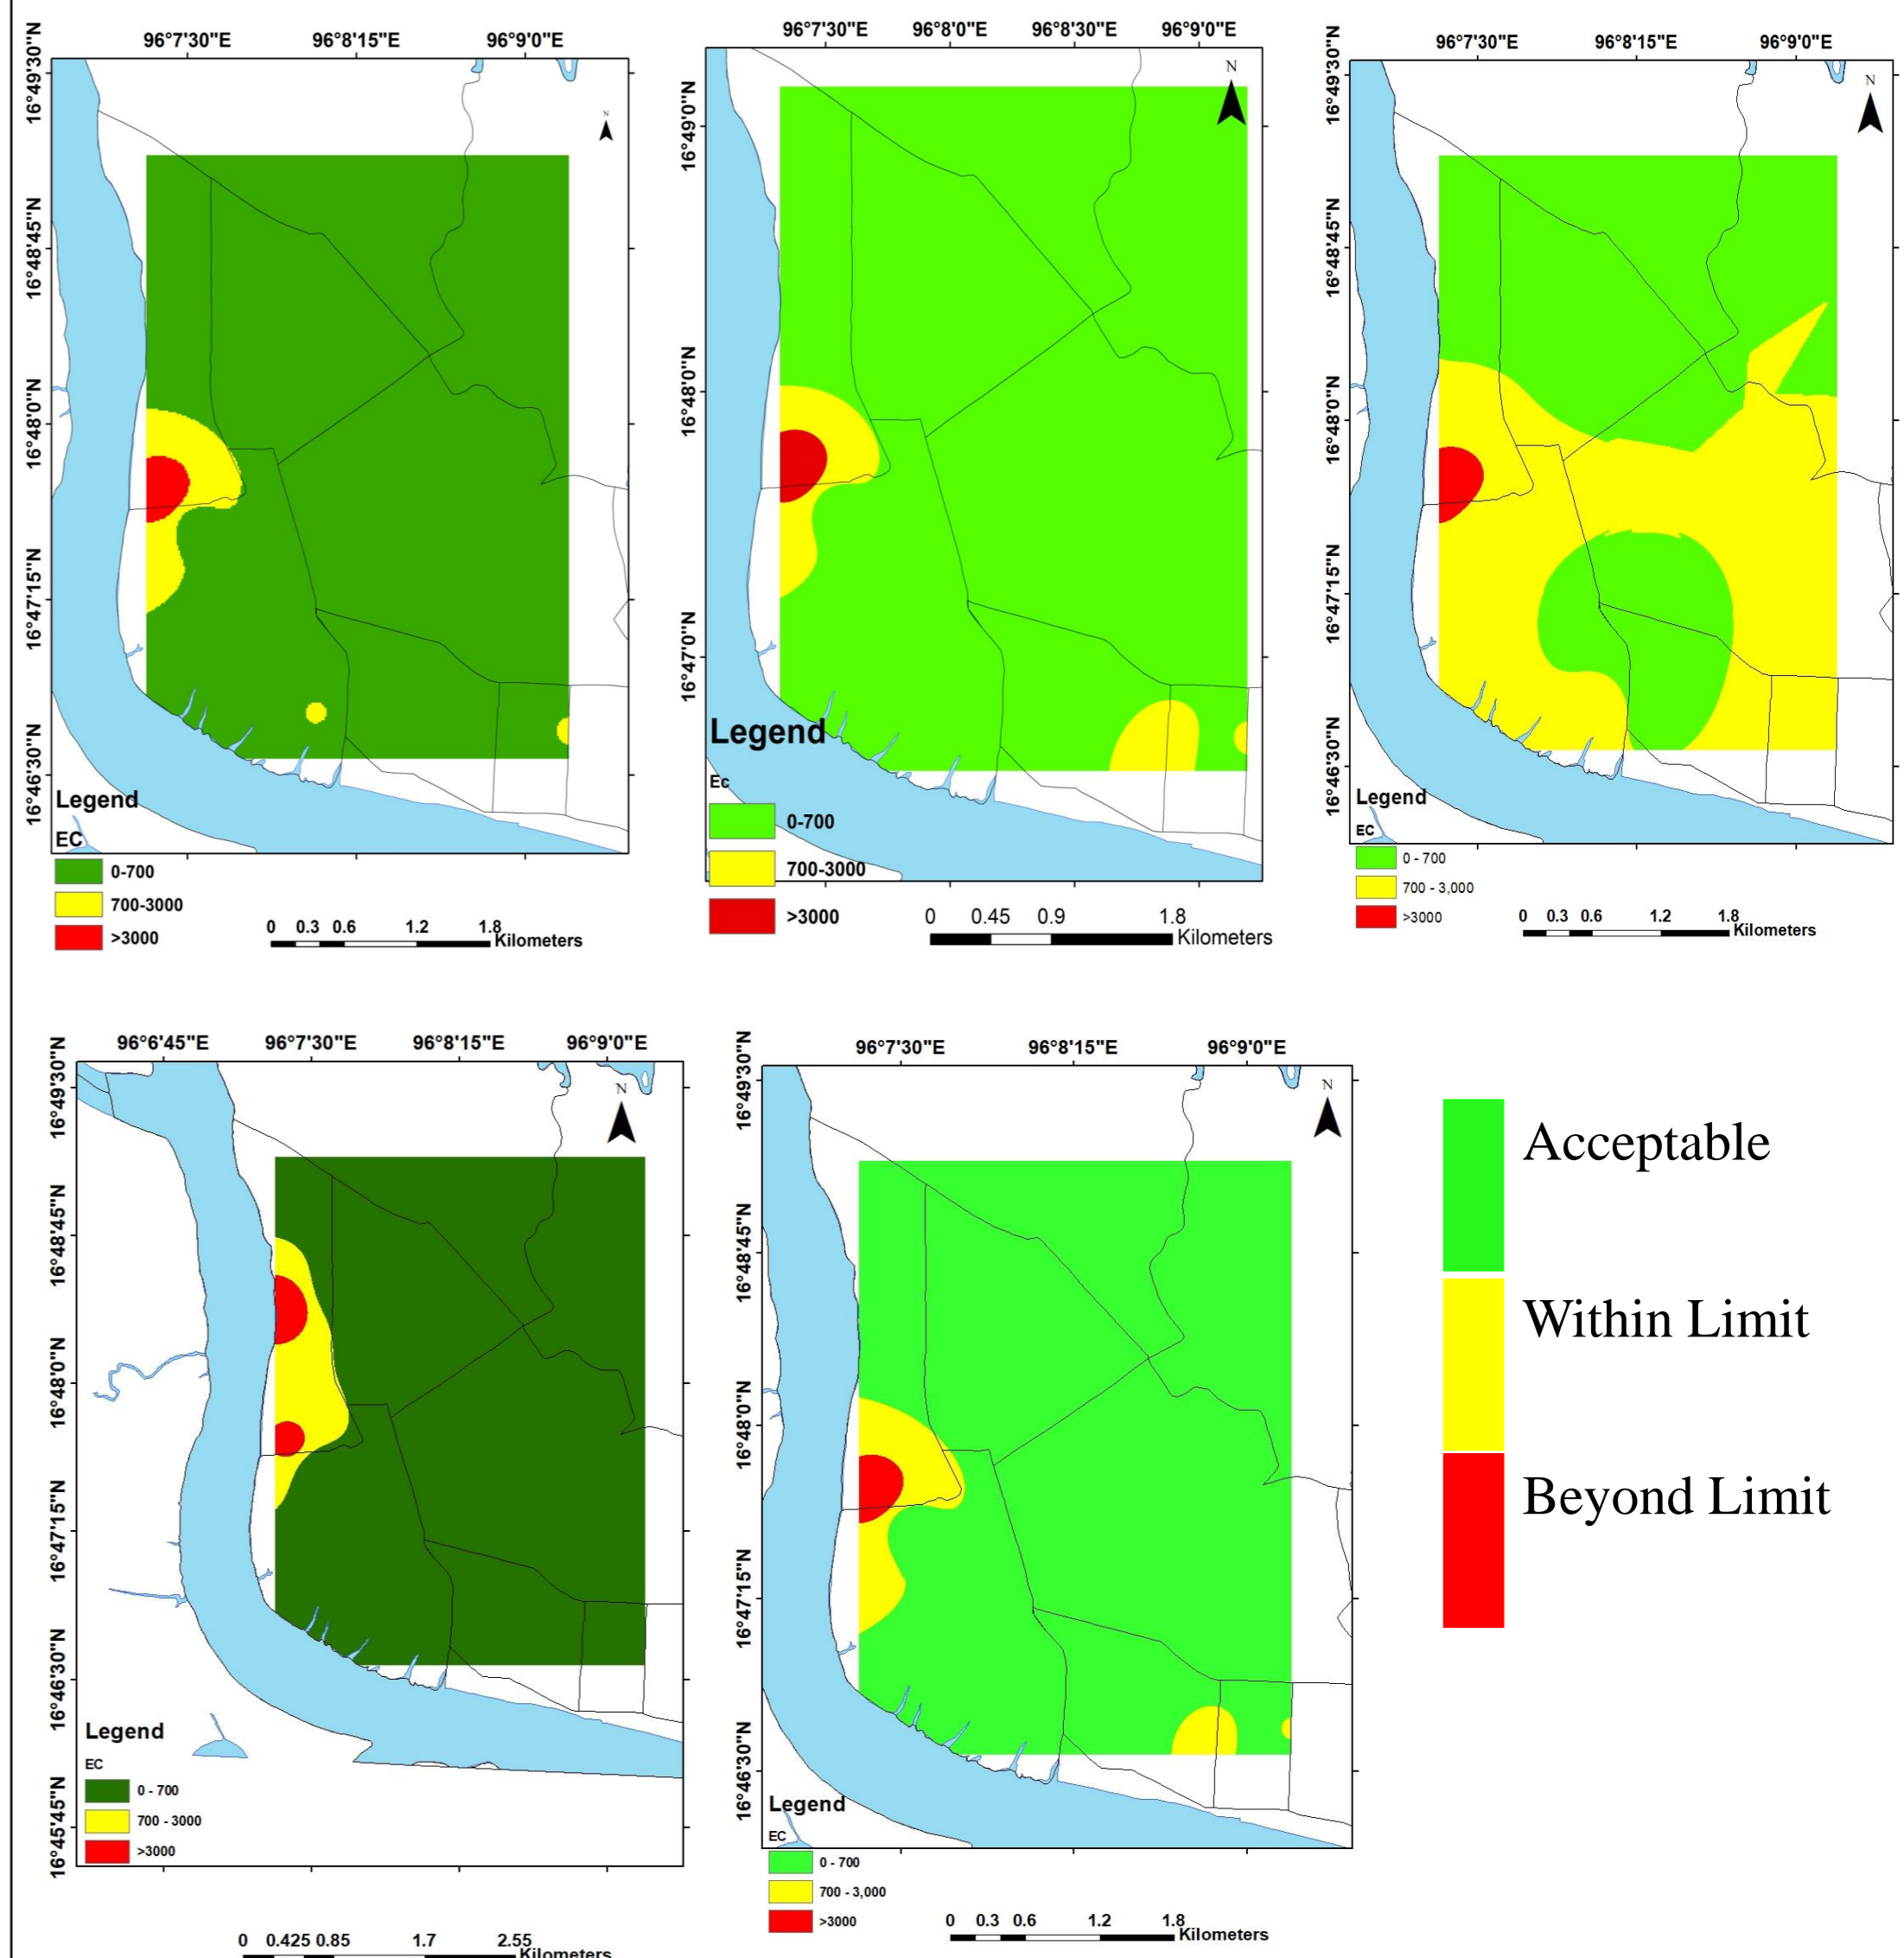 96°7'30"E 96°8'15"E 96°9'0"E
16°49'30"N
16°48'45"N
16°48'0"N
16°47'15"N
16°46'30"N
N
Legend
EC
0-700
700-3000
>3000
0 0.3 0.6 1.2 1.8
Kilometers
96°7'30"E 96°8'0"E 96°8'30"E 96°9'0"E
16°49'0"N
16°48'0"N
16°47'0"N
N
Legend
Ec
0-700
700-3000
>3000
0 0.45 0.9 1.8
Kilometers
96°7'30"E 96°8'15"E 96°9'0"E
16°49'30"N
16°48'45"N
16°48'0"N
16°47'15"N
16°46'30"N
N
Legend
EC
0 - 700
700 - 3,000
>3000
0 0.3 0.6 1.2 1.8
Kilometers
96°6'45"E 96°7'30"E 96°8'15"E 96°9'0"E
16°49'30"N
16°48'45"N
16°48'0"N
16°47'15"N
16°46'30"N
16°45'45"N
N
Legend
EC
0 - 700
700 - 3000
>3000
0 0.425 0.85 1.7 2.55
Kilometers
96°7'30"E 96°8'15"E 96°9'0"E
16°49'30"N
16°48'45"N
16°48'0"N
16°47'15"N
16°46'30"N
N
Legend
EC
0 - 700
700 - 3,000
>3000
0 0.3 0.6 1.2 1.8
Kilometers
Acceptable
Within Limit
Beyond Limit